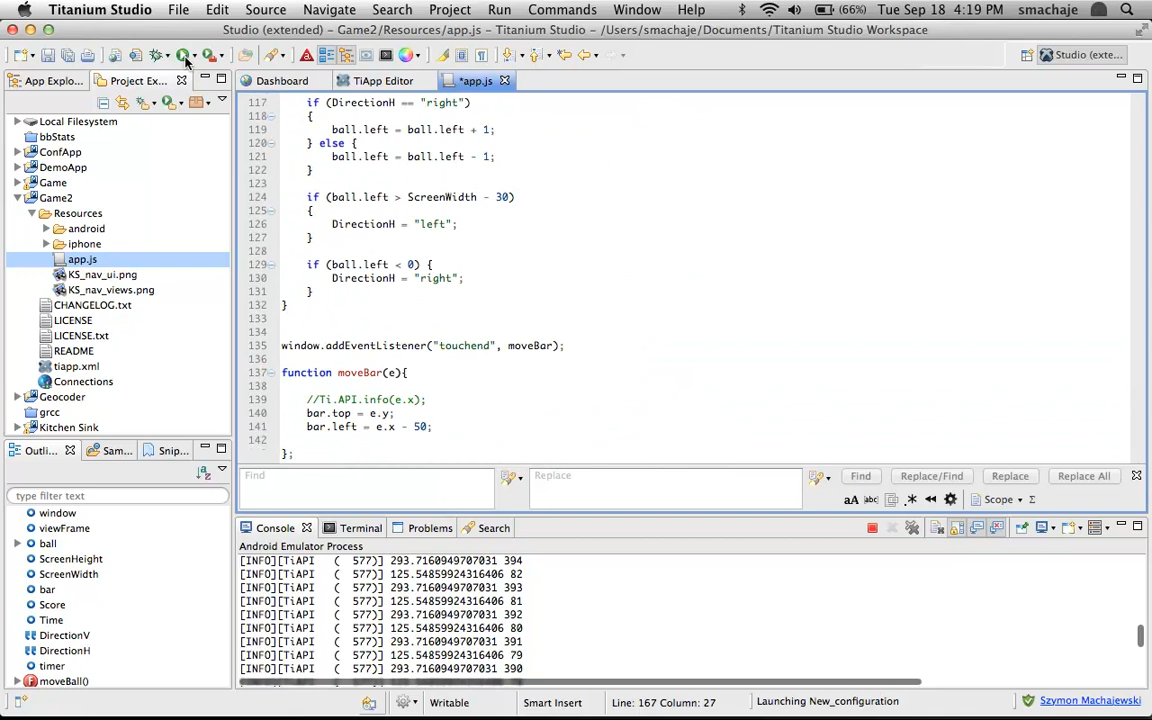 Titanium Studio File Edit Source Navigate Search Project Run Commands Window Help (66%) Tue Sep 18 4:19 PM smachaje
Studio (extended) – Game2/Resources/app.js – /Users/smachaje/Documents/Titanium Studio Workspace
Studio (exte...
App Explo... Project Ex...
Dashboard TiApp Editor *app.js
Local Filesystem
bbStats
ConfApp
DemoApp
Game
Game2
Resources
android
iphone
app.js
KS_nav_ui.png
KS_nav_views.png
CHANGELOG.txt
LICENSE
LICENSE.txt
README
tiapp.xml
Connections
Geocoder
grcc
Kitchen Sink
117 if (DirectionH == "right")
118 {
119 ball.left = ball.left + 1;
120 } else {
121 ball.left = ball.left - 1;
122 }
123
124 if (ball.left > ScreenWidth - 30)
125 {
126 DirectionH = "left";
127 }
128
129 if (ball.left < 0) {
130 DirectionH = "right";
131 }
132 }
133
134
135 window.addEventListener("touchend", moveBar);
136
137 function moveBar(e){
138
139 //Ti.API.info(e.x);
140 bar.top = e.y;
141 bar.left = e.x - 50;
142
};
Find Replace Find Replace/Find Replace Replace All
aA abc .* Scope Σ
Outli... Sam... Snip...
type filter text
window
viewFrame
ball
ScreenHeight
ScreenWidth
bar
Score
Time
DirectionV
DirectionH
timer
moveBall()
Console Terminal Problems Search
Android Emulator Process
[INFO][TiAPI ( 577)] 293.7160949707031 394
[INFO][TiAPI ( 577)] 125.54859924316406 82
[INFO][TiAPI ( 577)] 293.7160949707031 393
[INFO][TiAPI ( 577)] 125.54859924316406 81
[INFO][TiAPI ( 577)] 293.7160949707031 392
[INFO][TiAPI ( 577)] 125.54859924316406 80
[INFO][TiAPI ( 577)] 293.7160949707031 391
[INFO][TiAPI ( 577)] 125.54859924316406 79
[INFO][TiAPI ( 577)] 293.7160949707031 390
Writable Smart Insert Line: 167 Column: 27 Launching New_configuration Szymon Machajewski